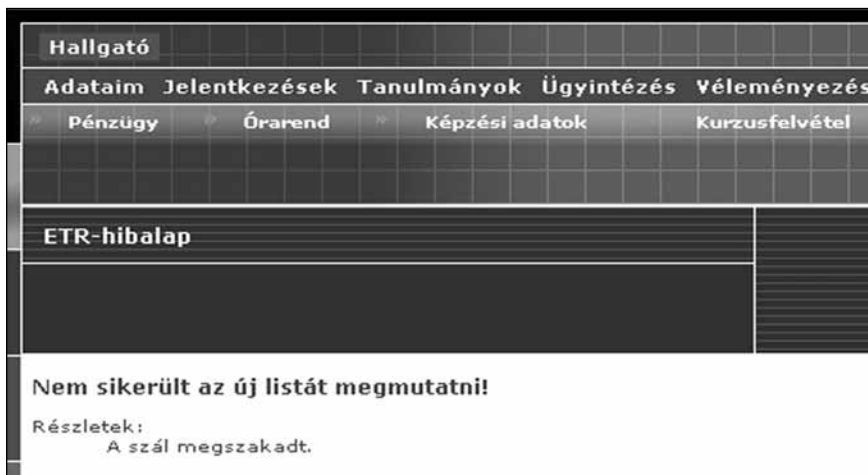 Hallgató
Adataim Jelentkezések Tanulmányok Ügyintézés Véleményezés
» Pénzügy » Órarend » Képzési adatok Kurzusfelvétel
ETR-hibalap
Nem sikerült az új listát megmutatni!
Részletek:
A szál megszakadt.